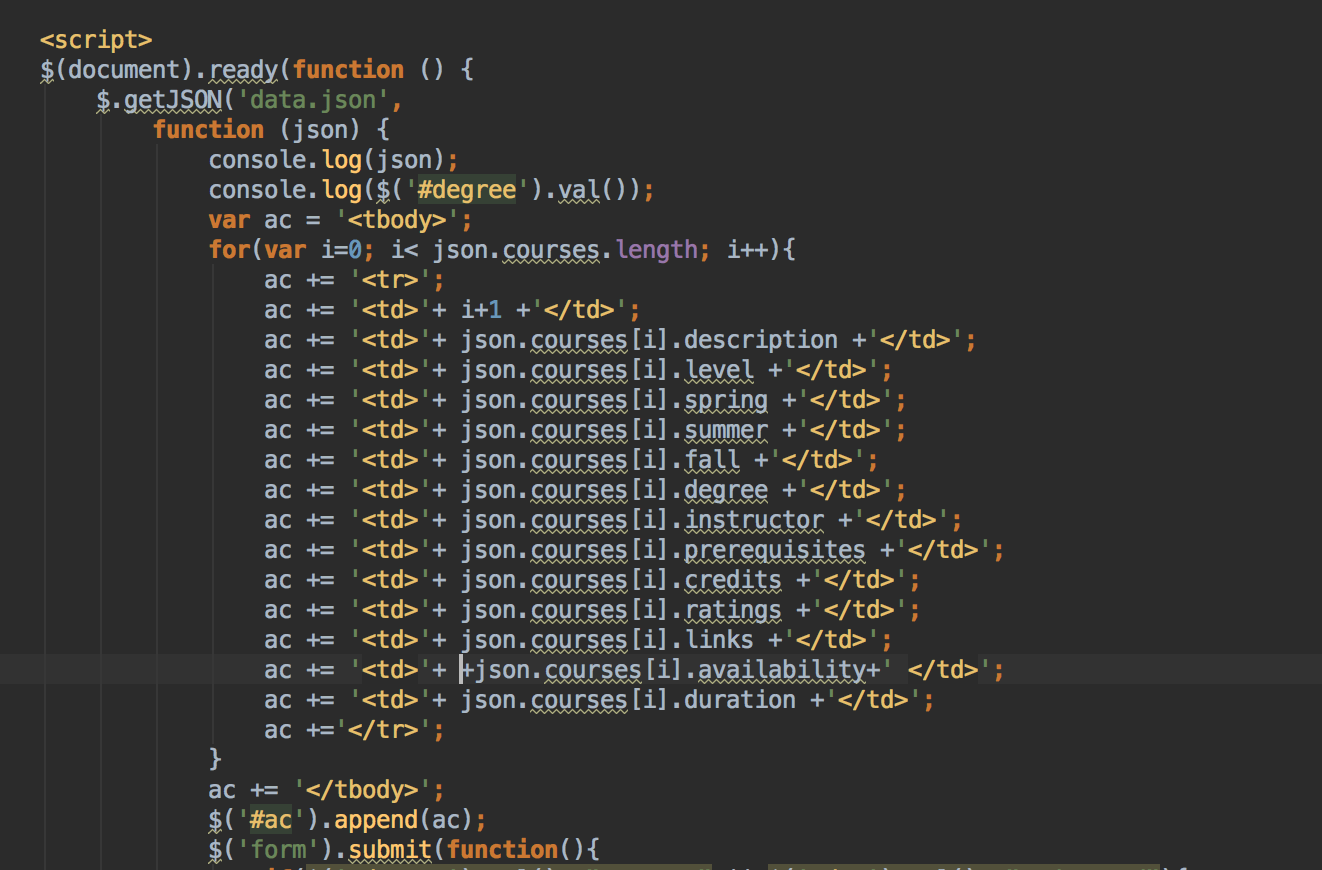 <script>
$(document).ready(function () {
    $.getJSON('data.json',
        function (json) {
            console.log(json);
            console.log($('#degree').val());
            var ac = '<tbody>';
            for(var i=0; i< json.courses.length; i++){
                ac += '<tr>';
                ac += '<td>'+ i+1 +'</td>';
                ac += '<td>'+ json.courses[i].description +'</td>';
                ac += '<td>'+ json.courses[i].level +'</td>';
                ac += '<td>'+ json.courses[i].spring +'</td>';
                ac += '<td>'+ json.courses[i].summer +'</td>';
                ac += '<td>'+ json.courses[i].fall +'</td>';
                ac += '<td>'+ json.courses[i].degree +'</td>';
                ac += '<td>'+ json.courses[i].instructor +'</td>';
                ac += '<td>'+ json.courses[i].prerequisites +'</td>';
                ac += '<td>'+ json.courses[i].credits +'</td>';
                ac += '<td>'+ json.courses[i].ratings +'</td>';
                ac += '<td>'+ json.courses[i].links +'</td>';
                ac += '<td>'+ +json.courses[i].availability+' </td>';
                ac += '<td>'+ json.courses[i].duration +'</td>';
                ac +='</tr>';
            }
            ac += '</tbody>';
            $('#ac').append(ac);
            $('form').submit(function(){